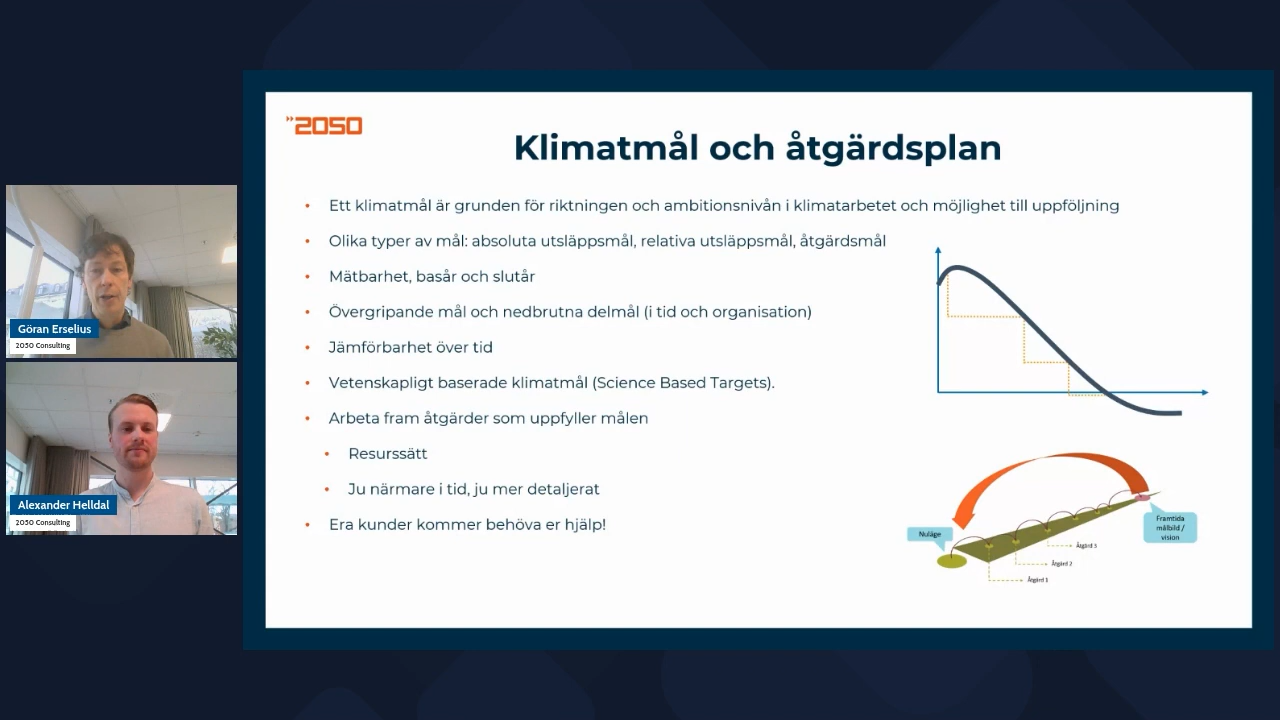 »2050
Klimatmål och åtgärdsplan
• Ett klimatmål är grunden för riktningen och ambitionsnivån i klimatarbetet och möjlighet till uppföljning
• Olika typer av mål: absoluta utsläppsmål, relativa utsläppsmål, åtgärdsmål
• Mätbarhet, basår och slutår
• Övergripande mål och nedbrutna delmål (i tid och organisation)
• Jämförbarhet över tid
• Vetenskapligt baserade klimatmål (Science Based Targets).
• Arbeta fram åtgärder som uppfyller målen
• Resurssätt
• Ju närmare i tid, ju mer detaljerat
• Era kunder kommer behöva er hjälp!
Nuläge
Framtida
målbild /
vision
Åtgärd 3
Åtgärd 2
Åtgärd 1
Göran Erselius
2050 Consulting
Alexander Helldal
2050 Consulting